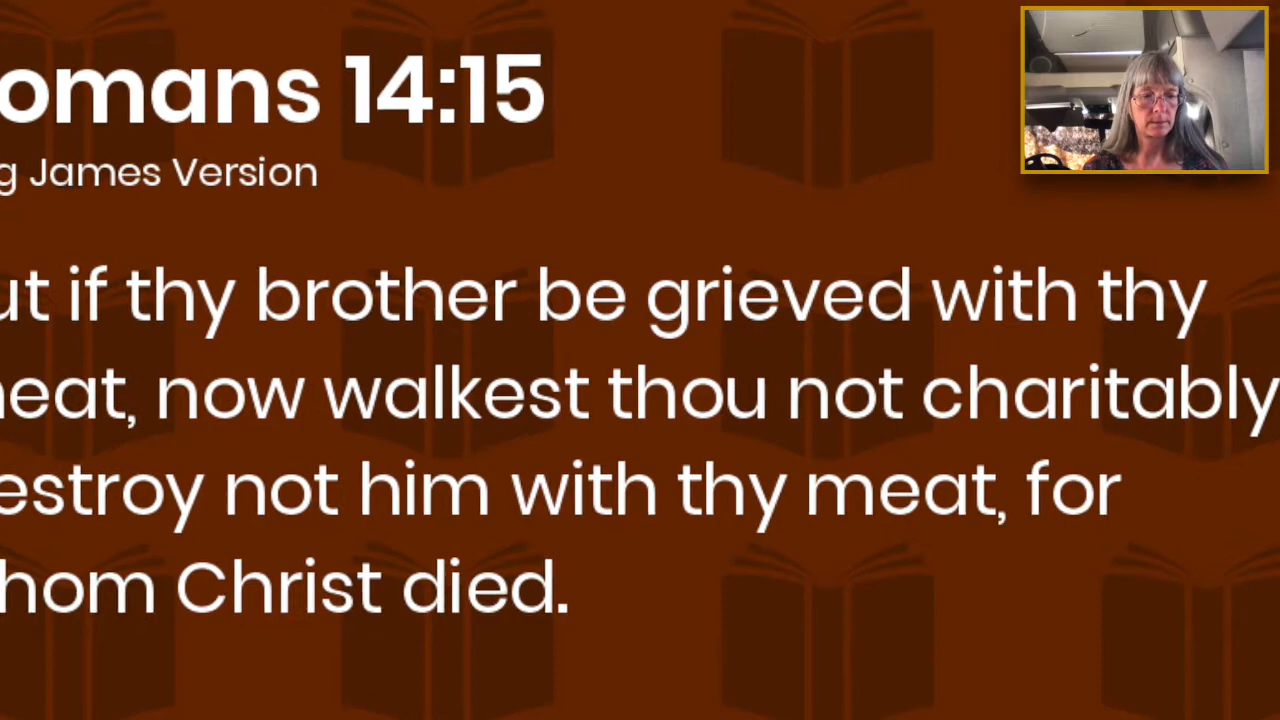 omans 14:15
g James Version
ut if thy brother be grieved with thy
eat, now walkest thou not charitably
estroy not him with thy meat, for
hom Christ died.